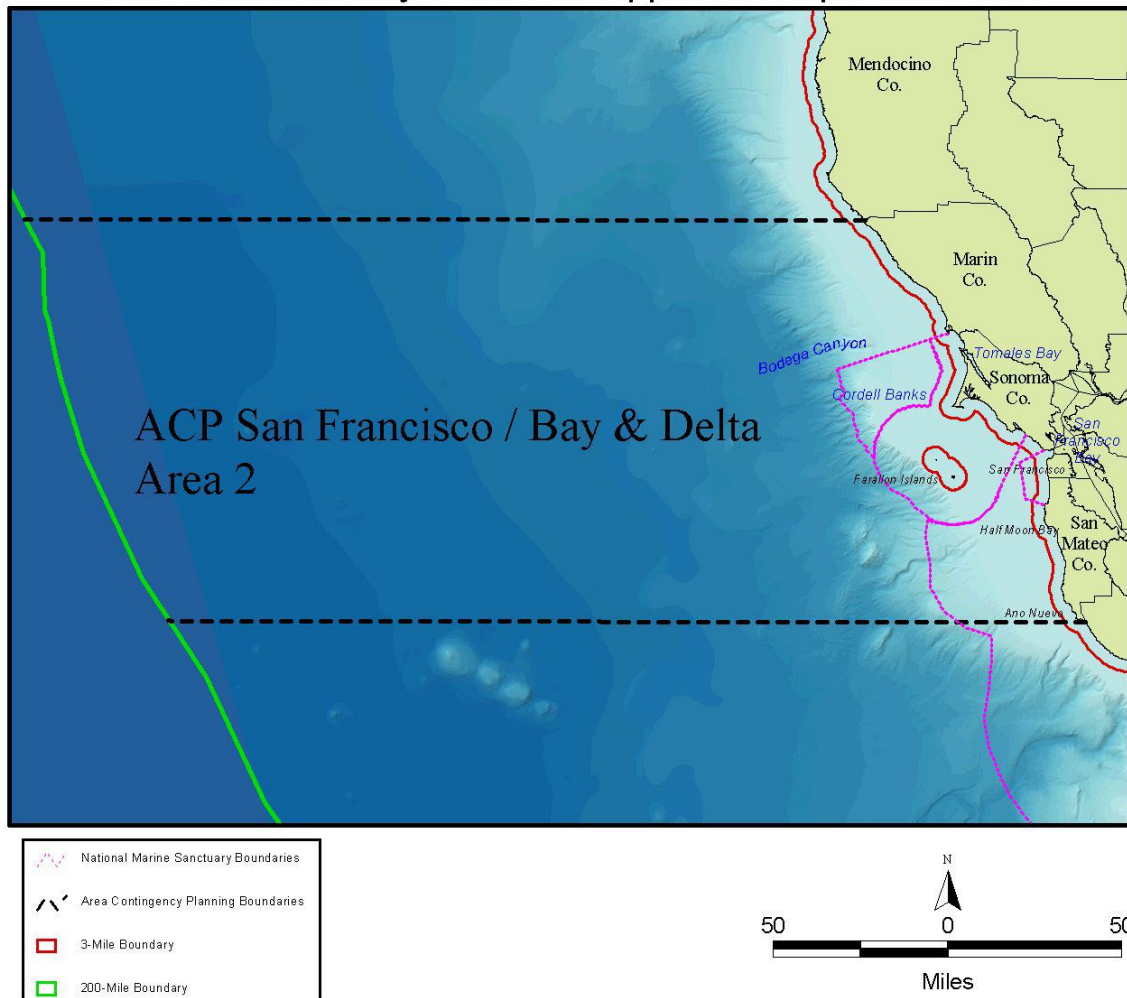 Mendocino
Co.
Marin
Co.
Bodega Canyon
Tomales Bay
Sonoma
Co.
Cordell Banks
San
Francisco
Bay
ACP San Francisco / Bay & Delta
Area 2
Farallon Islands
San Francisco
Half Moon Bay
San
Mateo
Co.
Ano Nuevo
National Marine Sanctuary Boundaries
Area Contingency Planning Boundaries
3-Mile Boundary
200-Mile Boundary
N
50 0 50
Miles